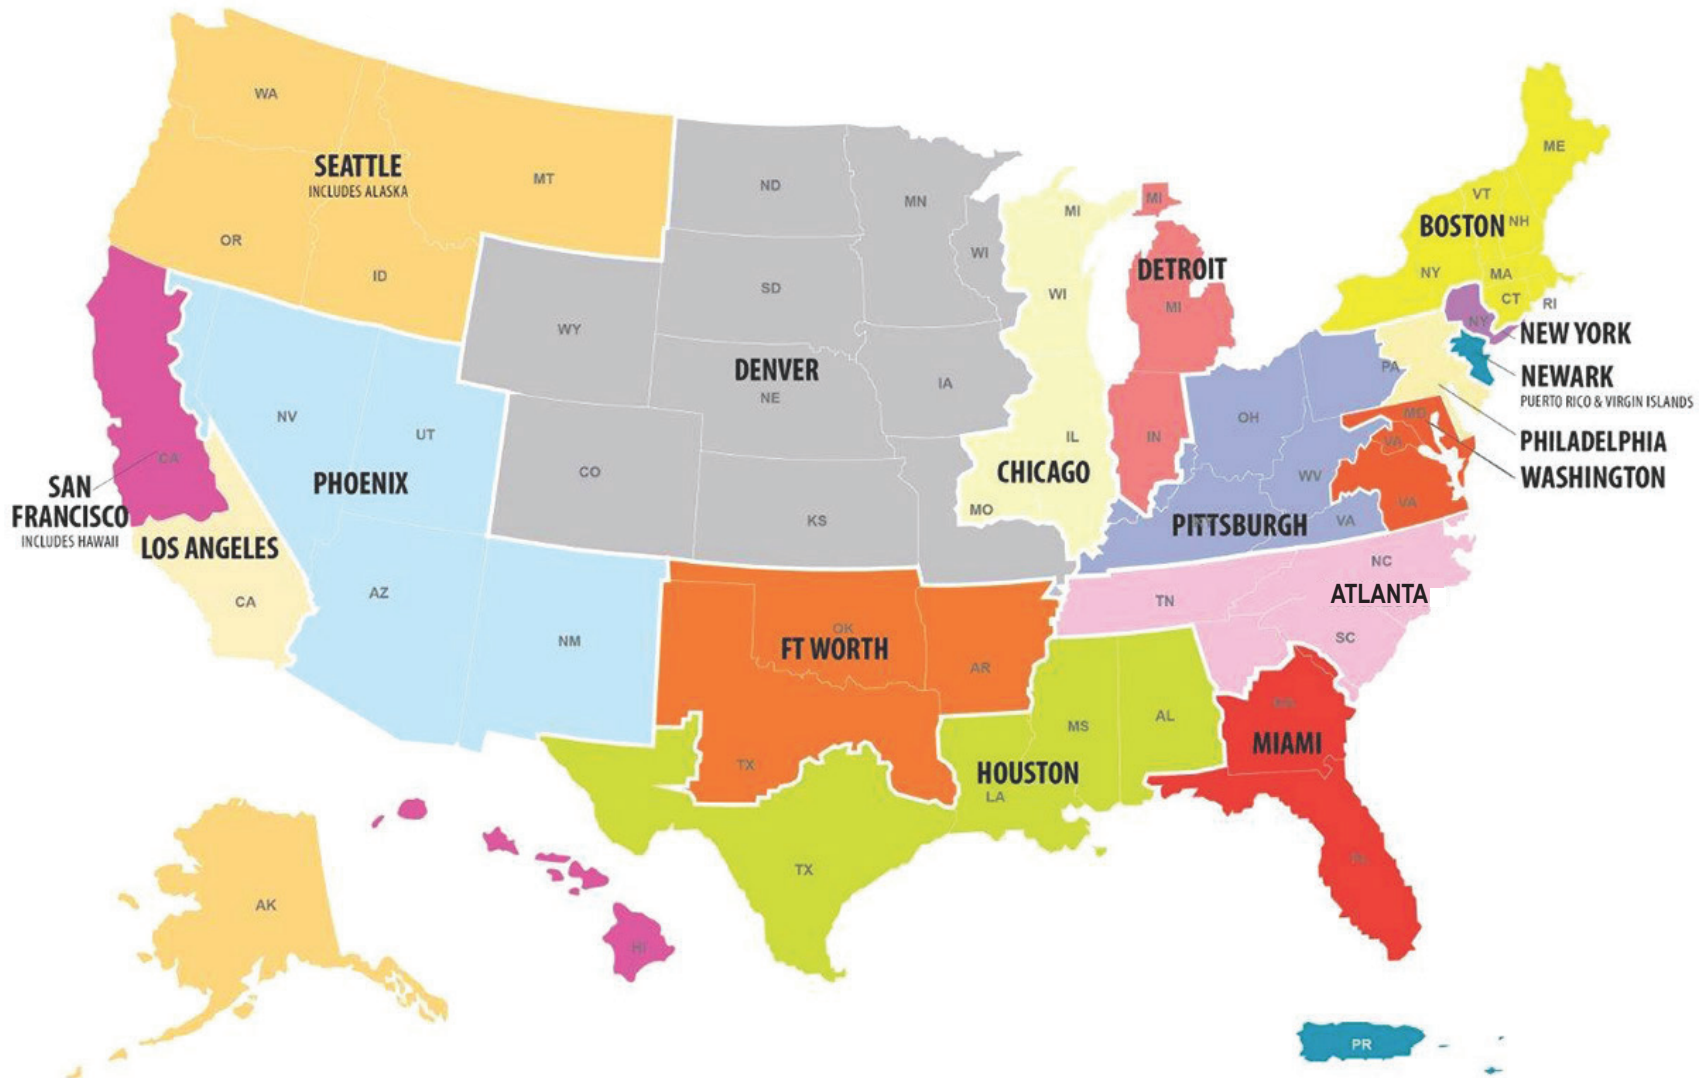 WA
SEATTLE
INCLUDES ALASKA
MT
OR
ID
ND
MN
WI
SD
WY
DENVER
NE
IA
CO
KS
MI
WI
IL
CHICAGO
MO
MI
DETROIT
MI
IN
ME
VT
NH
BOSTON
NY
MA
CT
RI
NY
NEW YORK
NEWARK
PUERTO RICO & VIRGIN ISLANDS
PHILADELPHIA
WASHINGTON
PA
OH
MD
VA
WV
VA
VA
KY
PITTSBURGH
NV
UT
PHOENIX
CA
SAN
FRANCISCO
INCLUDES HAWAII
LOS ANGELES
CA
AZ
NM
OK
FT WORTH
AR
TX
NC
ATLANTA
TN
SC
MS
AL
HOUSTON
LA
TX
MIAMI
FL
AK
HI
PR